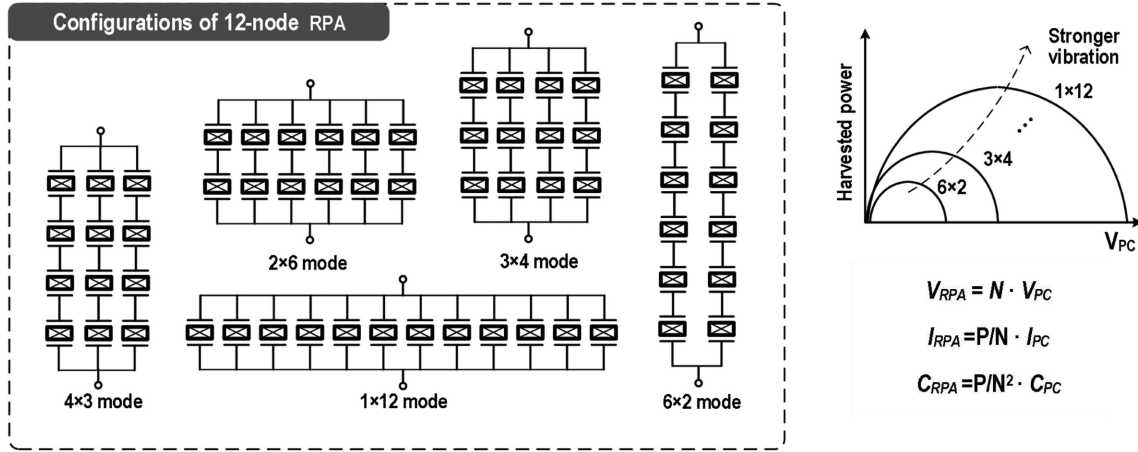 Configurations of 12-node RPA
4×3 mode
2×6 mode
3×4 mode
1×12 mode
6×2 mode
Harvested power
Stronger
vibration
1×12
...
3×4
6×2
V_PC
V_RPA = N · V_PC
I_RPA =P/N · I_PC
C_RPA =P/N² · C_PC